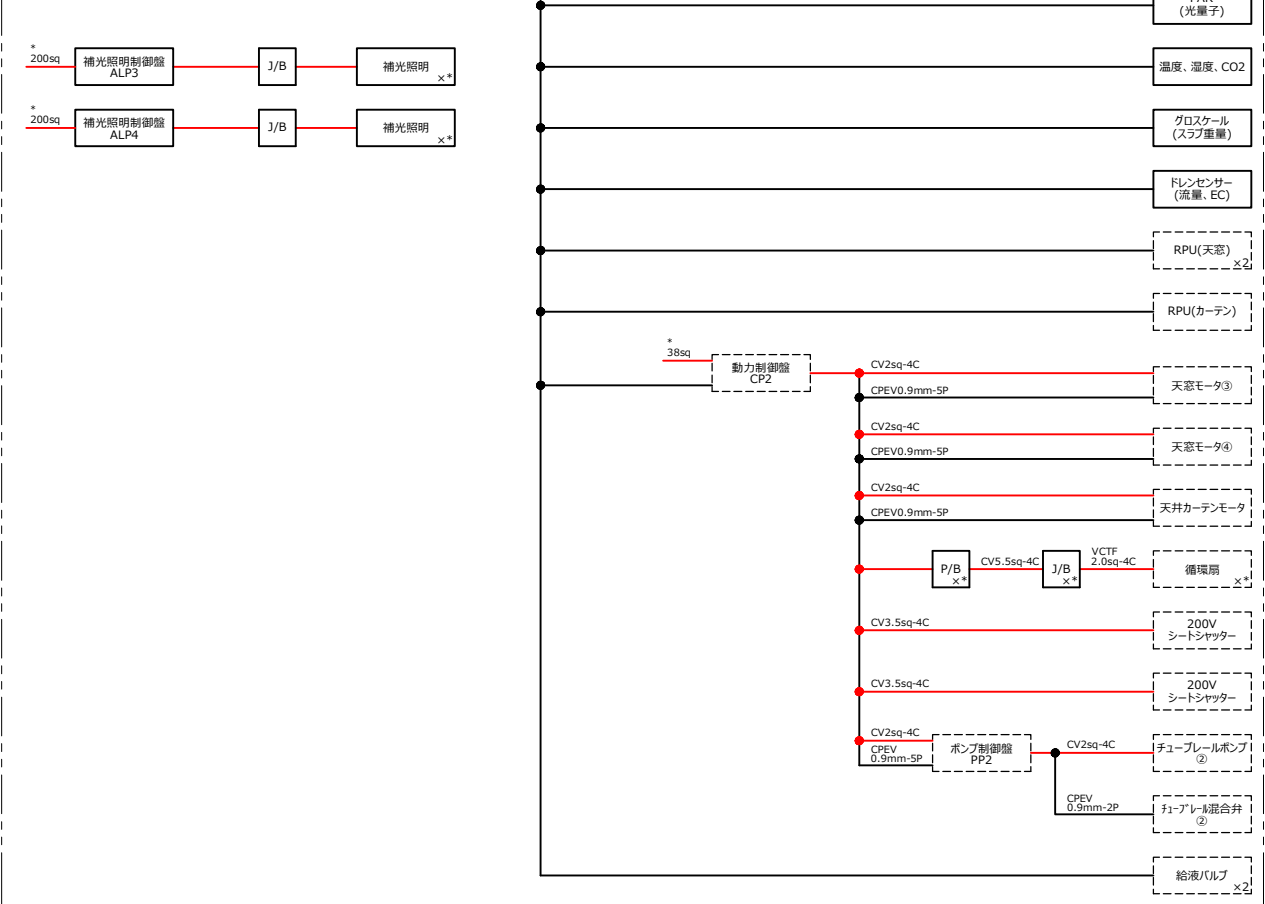 (光量子)
*
200sq
補光照明制御盤
ALP3
J/B
補光照明
×*
温度、湿度、CO2
*
200sq
補光照明制御盤
ALP4
J/B
補光照明
×*
グロスケール
(スラブ重量)
ドレンセンサー
(流量、EC)
RPU(天窓)
×2
RPU(カーテン)
*
38sq
動力制御盤
CP2
CV2sq-4C
CPEV0.9mm-5P
天窓モータ③
CV2sq-4C
CPEV0.9mm-5P
天窓モータ④
CV2sq-4C
CPEV0.9mm-5P
天井カーテンモータ
P/B
×*
CV5.5sq-4C
J/B
×*
VCTF
2.0sq-4C
循環扇
×*
CV3.5sq-4C
200V
シートシャッター
CV3.5sq-4C
200V
シートシャッター
CV2sq-4C
CPEV
0.9mm-5P
ポンプ制御盤
PP2
CV2sq-4C
チューブレールポンプ
②
CPEV
0.9mm-2P
ﾁｭｰﾌﾞﾚｰﾙ混合弁
②
給液バルブ
×2